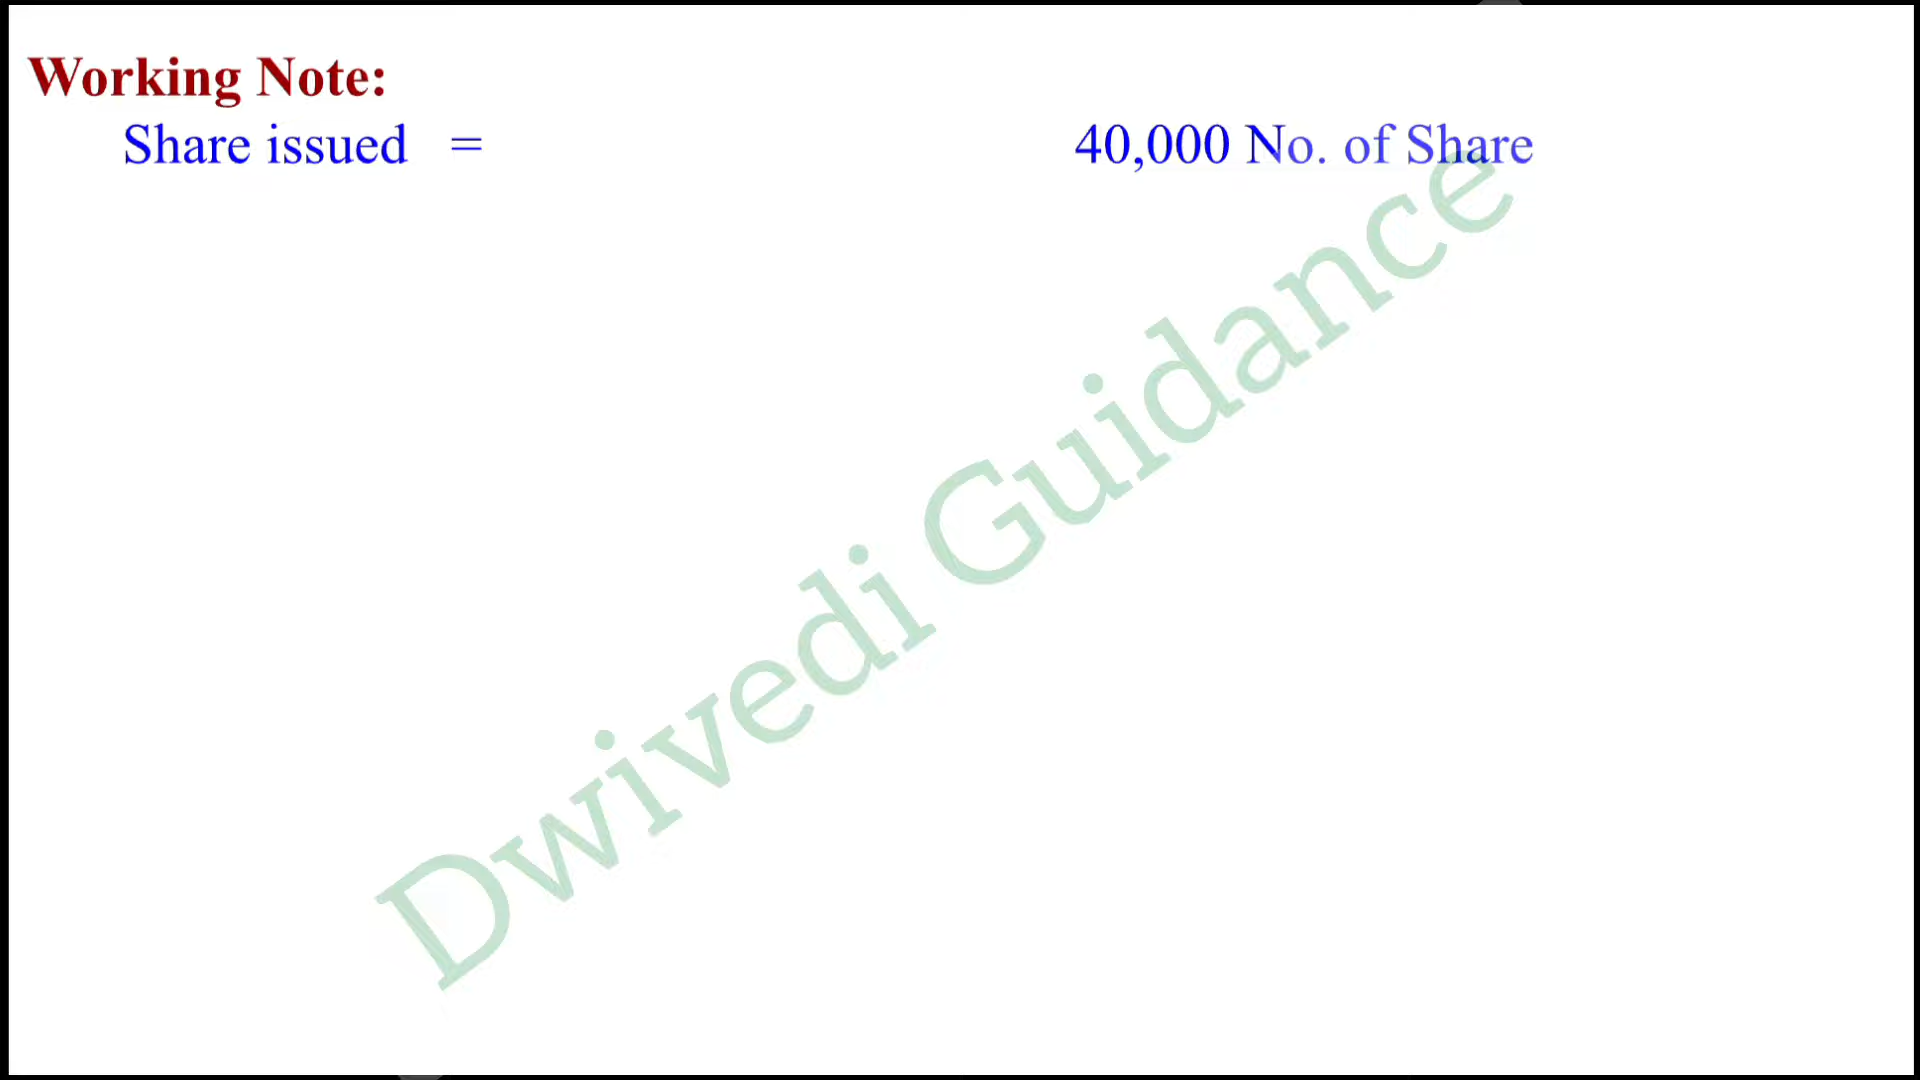 Working Note:
Share issued = 40,000 No. of Share
Dwivedi Guidance